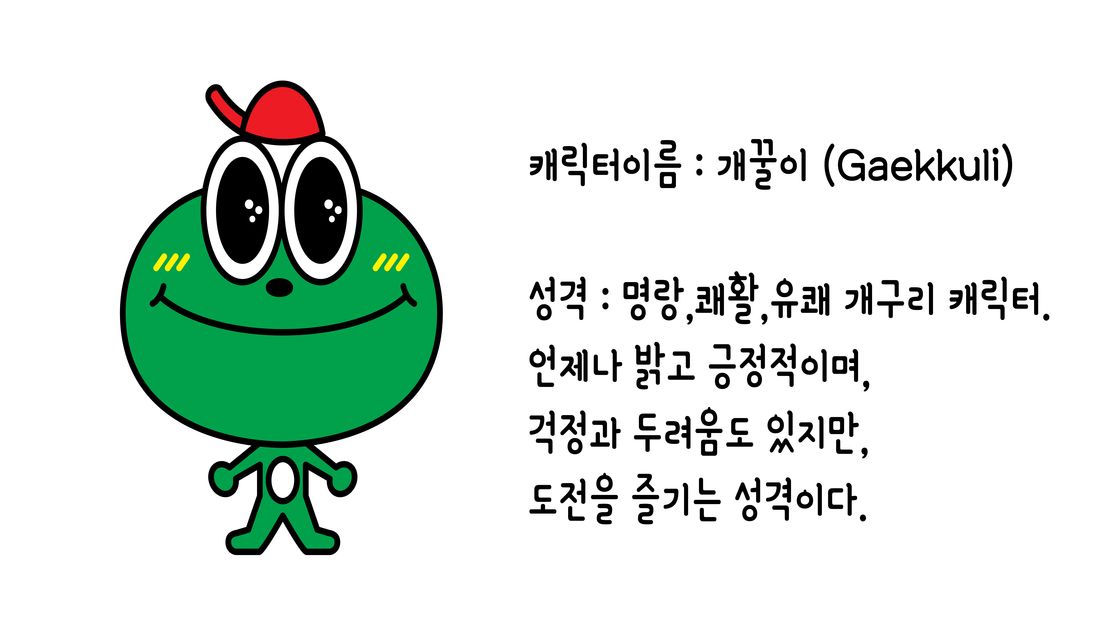 캐릭터이름 : 개꿀이 (Gaekkuli)
성격 : 명랑,쾌활,유쾌 개구리 캐릭터.
언제나 밝고 긍정적이며,
걱정과 두려움도 있지만,
도전을 즐기는 성격이다.